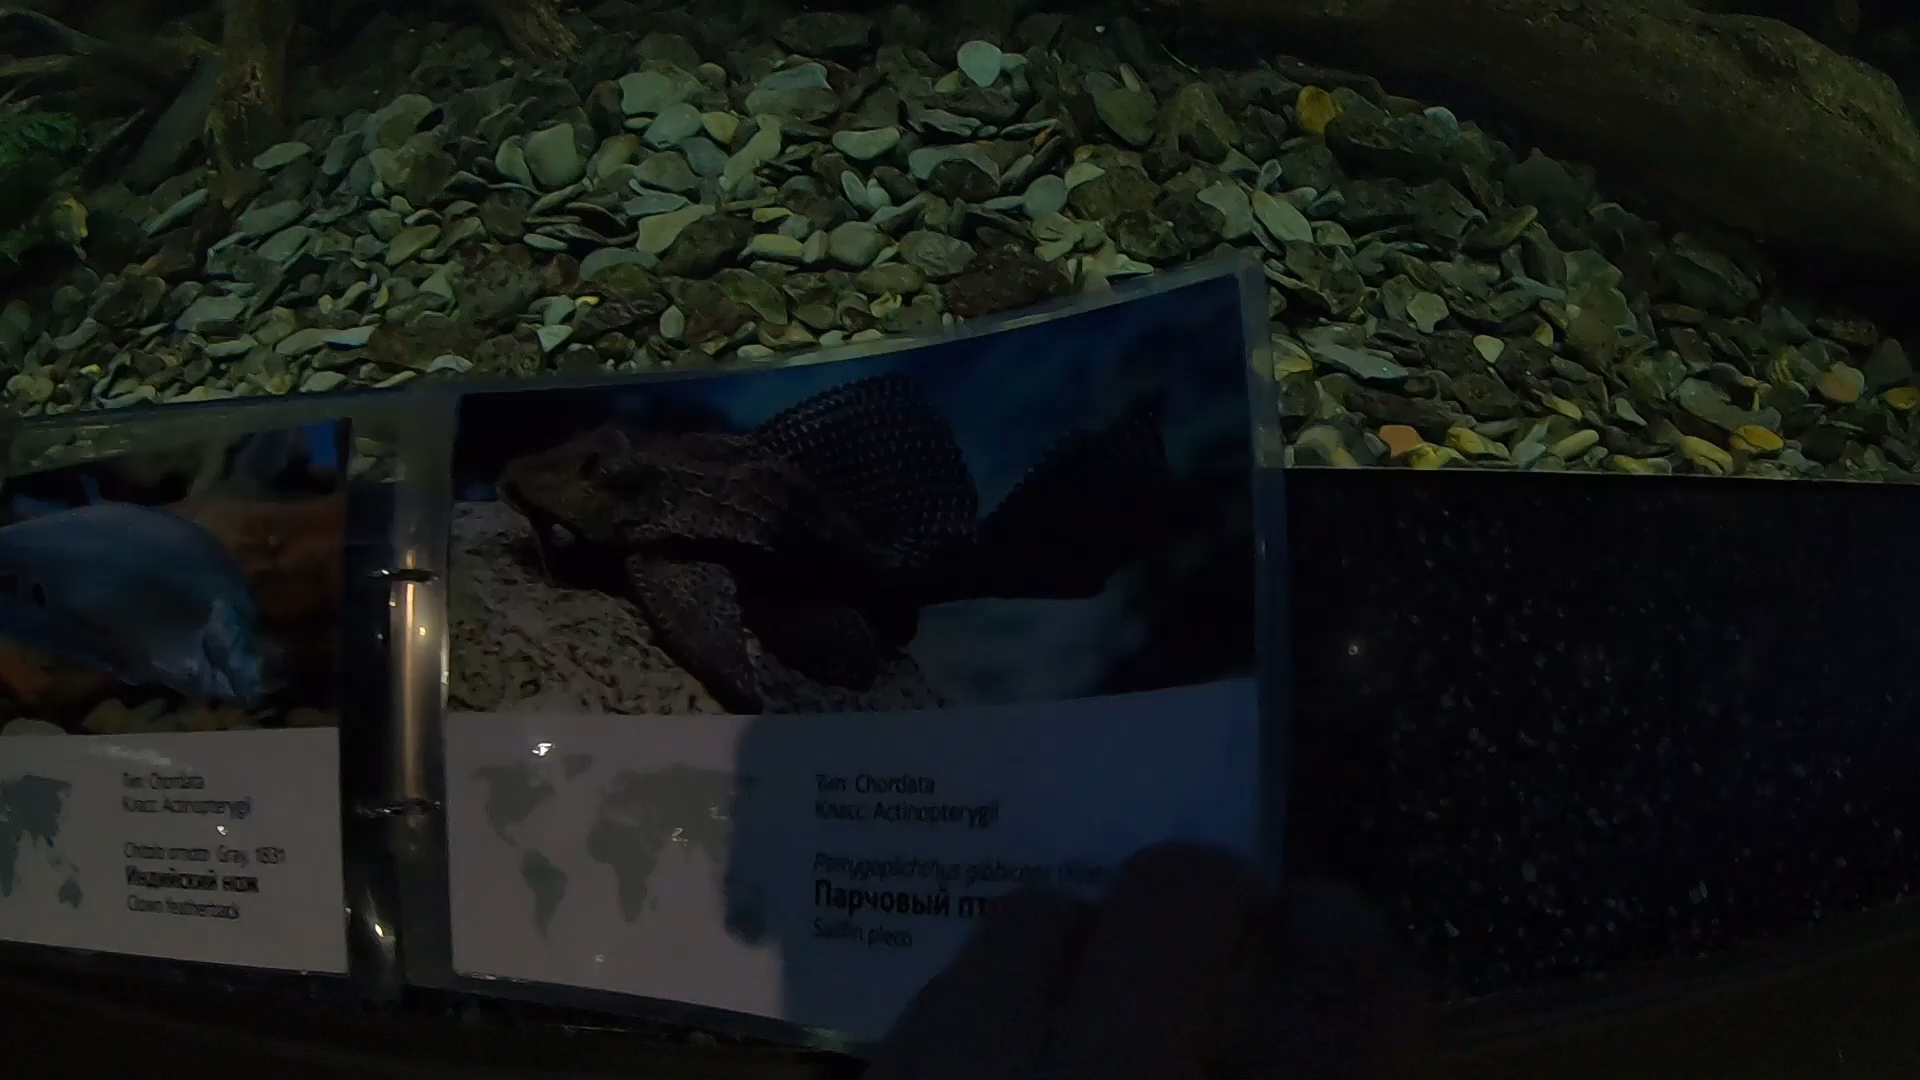 Тип: Chordata
Класс: Actinopterygii
Chitala ornata Gray, 1831
Индийский нож
Clown featherback
Тип: Chordata
Класс: Actinopterygii
Pterygoplichthys gibbiceps
Парчовый
Sailfin pleco